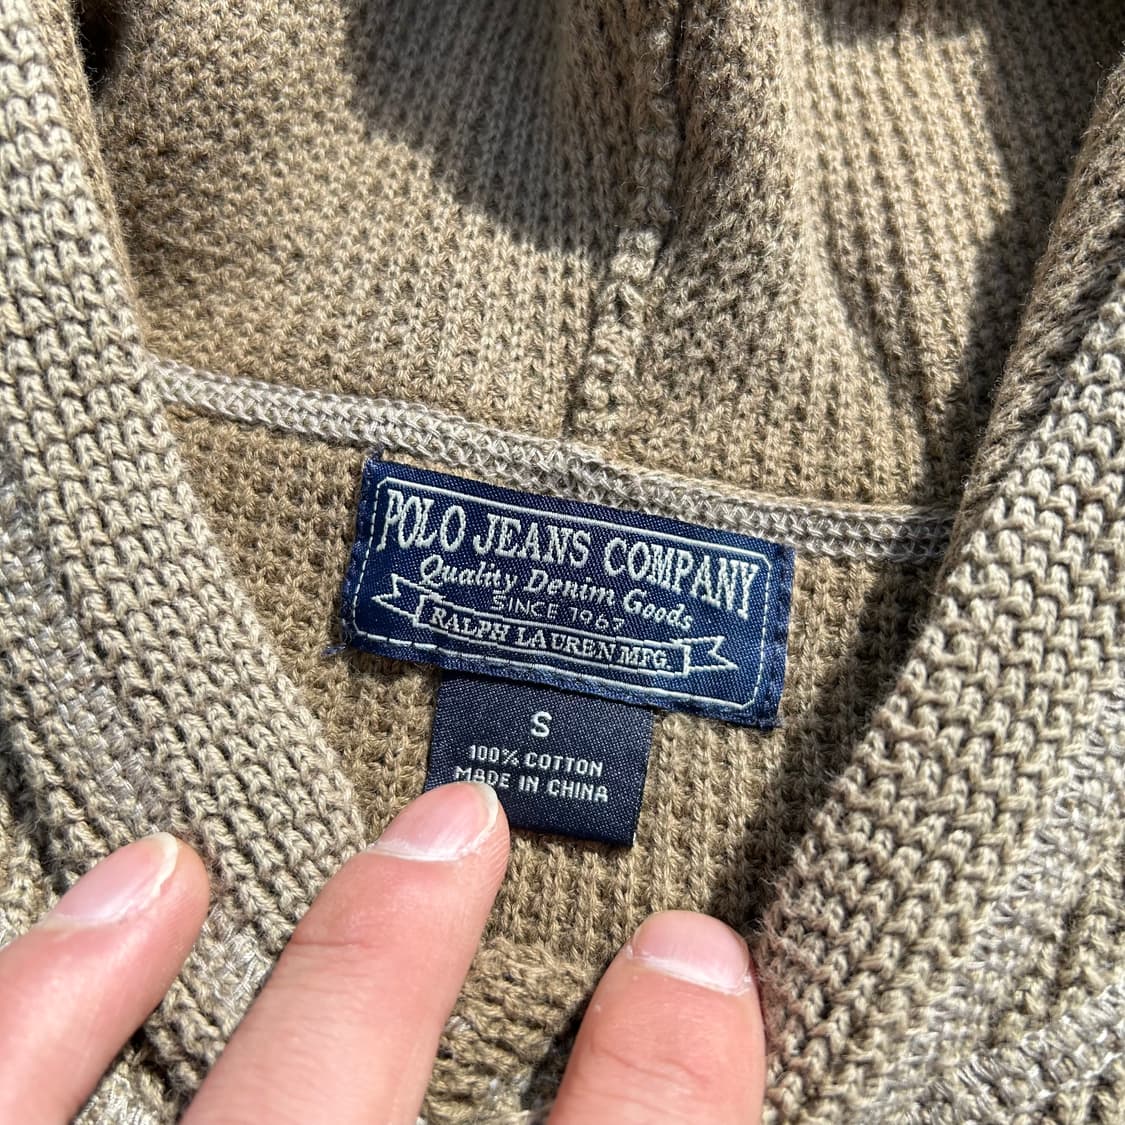 POLO JEANS COMPANY
Quality Denim Goods
SINCE 1967
RALPH LAUREN MFG.
S
100% COTTON
MADE IN CHINA